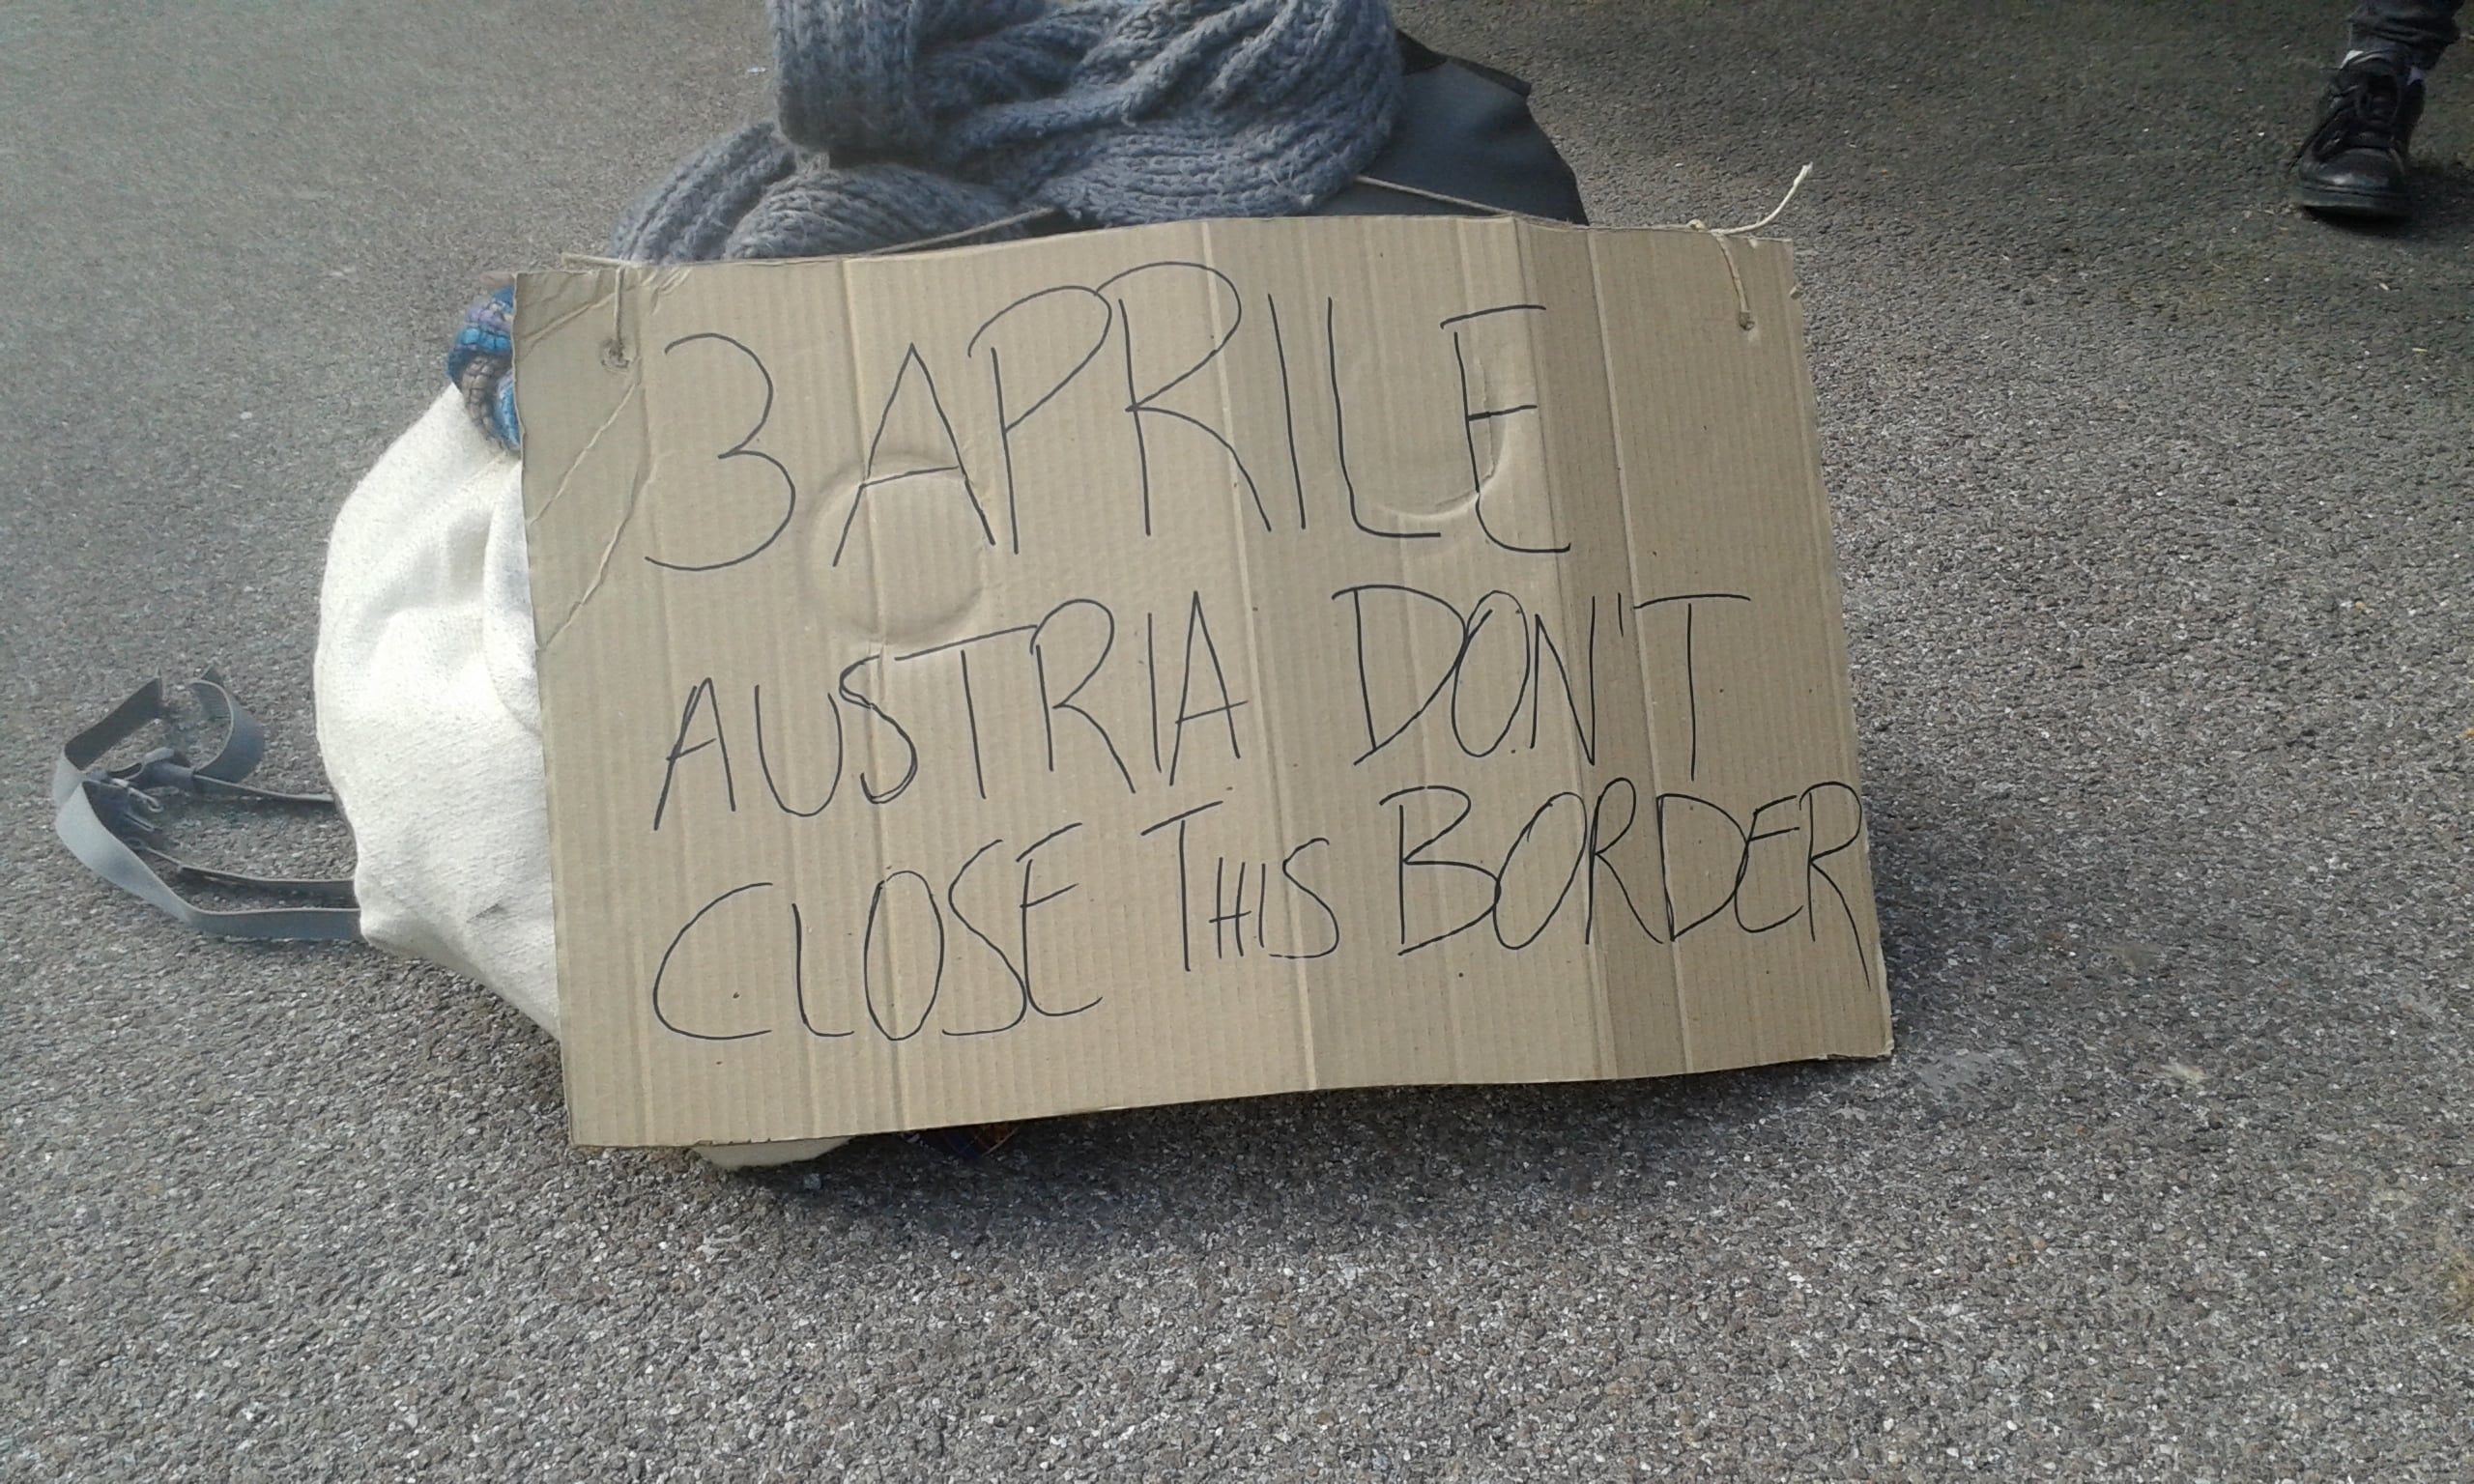 3 APRILE
AUSTRIA DON'T
CLOSE THIS BORDER